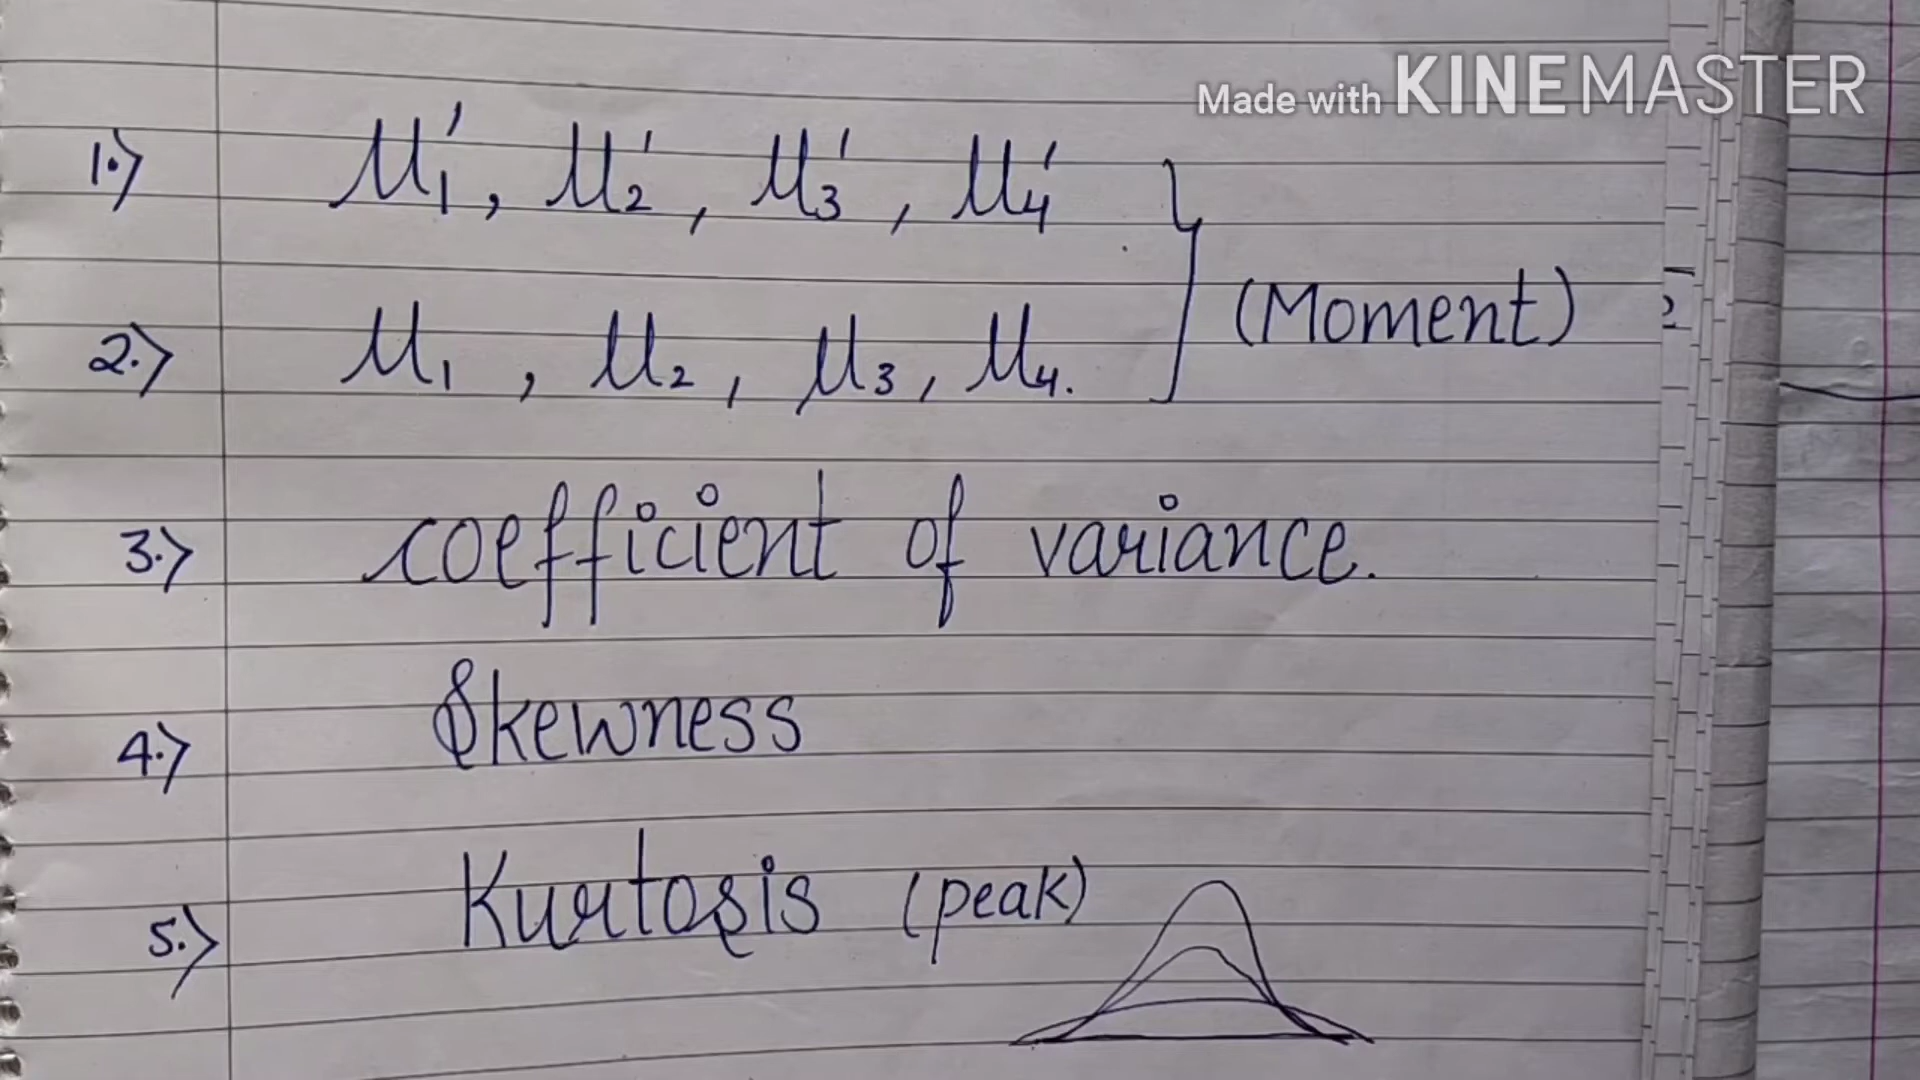 Made with KINEMASTER
1.) μ₁′, μ₂′, μ₃′, μ₄′
2.) μ₁, μ₂, μ₃, μ₄.
(Moment)
3.) coefficient of variance.
4.) Skewness
5.) Kurtosis (peak)